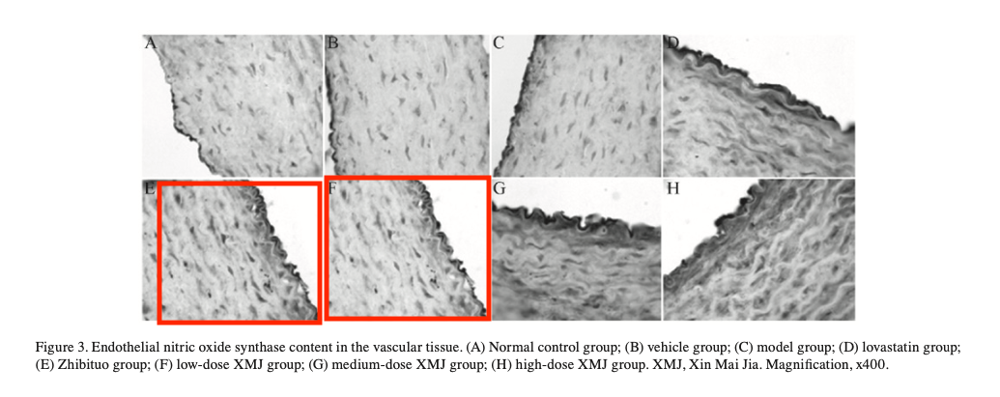 A B C D
E F G H
Figure 3. Endothelial nitric oxide synthase content in the vascular tissue. (A) Normal control group; (B) vehicle group; (C) model group; (D) lovastatin group;
(E) Zhibituo group; (F) low-dose XMJ group; (G) medium-dose XMJ group; (H) high-dose XMJ group. XMJ, Xin Mai Jia. Magnification, x400.